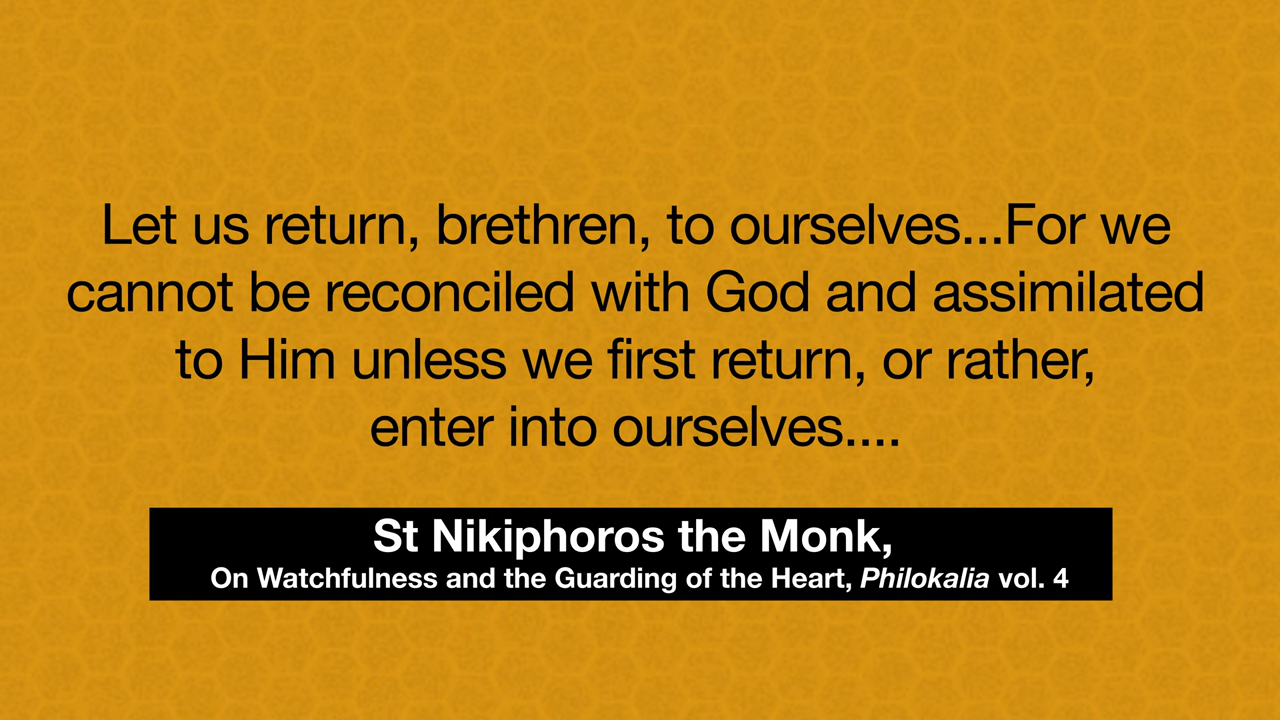 Let us return, brethren, to ourselves...For we
cannot be reconciled with God and assimilated
to Him unless we first return, or rather,
enter into ourselves....
St Nikiphoros the Monk,
On Watchfulness and the Guarding of the Heart, Philokalia vol. 4